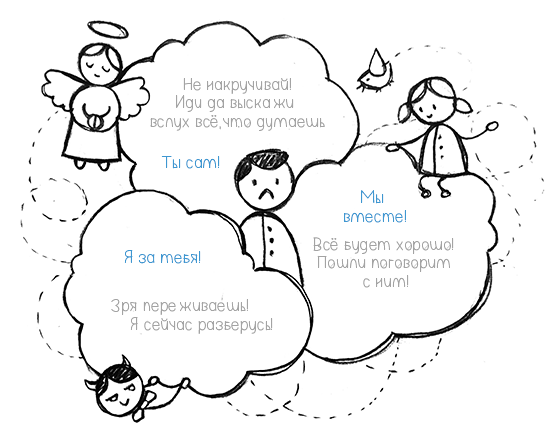 Не накручивай!
Иди да выскажи
вслух всё, что думаешь
Ты сам!
Мы
вместе!
Всё будет хорошо!
Пошли поговорим
с ним!
Я за тебя!
Зря переживаешь!
Я сейчас разберусь!